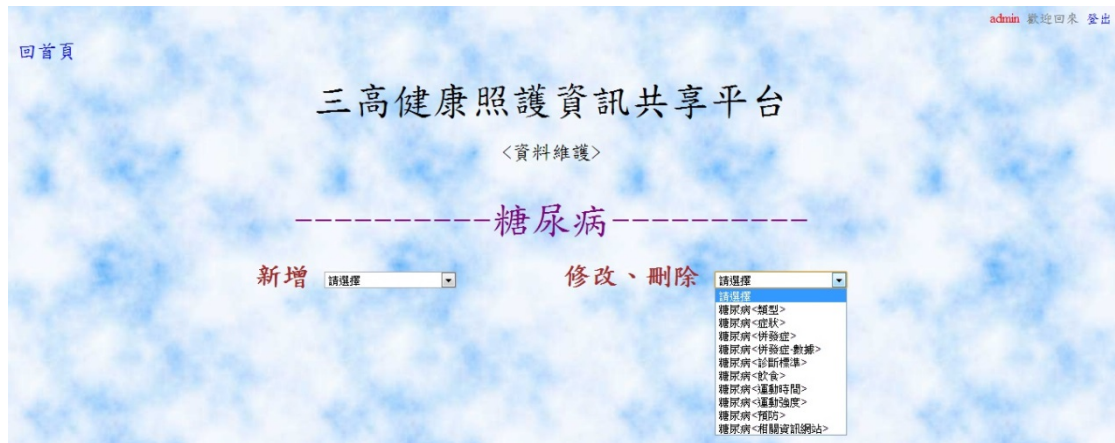 admin 歡迎回來 登出
回首頁
三高健康照護資訊共享平台
<資料維護>
----------糖尿病----------
新增 請選擇 修改、刪除 請選擇
請選擇
糖尿病<類型>
糖尿病<症狀>
糖尿病<併發症>
糖尿病<併發症-數據>
糖尿病<診斷標準>
糖尿病<飲食>
糖尿病<運動時間>
糖尿病<運動強度>
糖尿病<預防>
糖尿病<相關資訊網站>